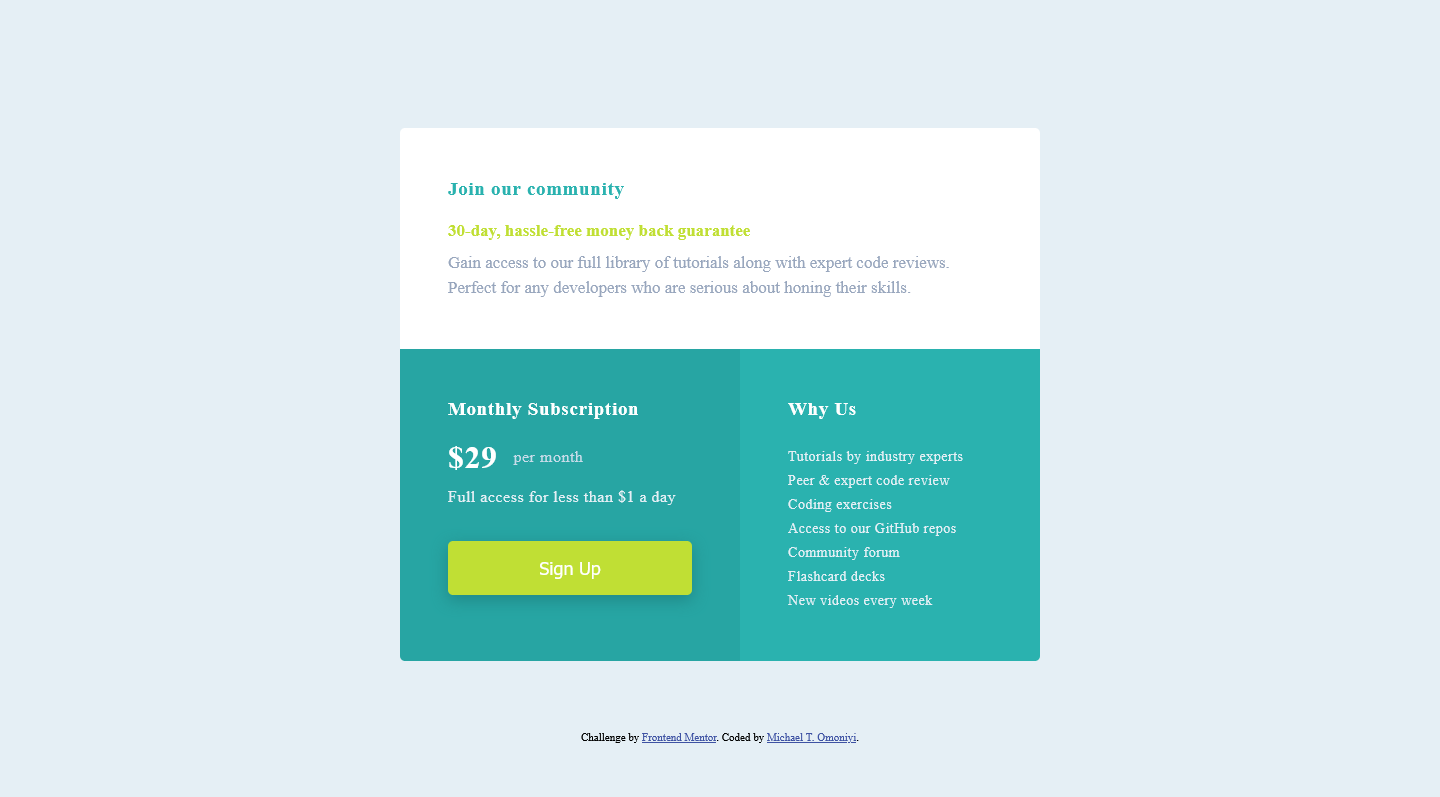 Join our community
30-day, hassle-free money back guarantee
Gain access to our full library of tutorials along with expert code reviews.
Perfect for any developers who are serious about honing their skills.
Monthly Subscription
$29 per month
Full access for less than $1 a day
Sign Up
Why Us
Tutorials by industry experts
Peer & expert code review
Coding exercises
Access to our GitHub repos
Community forum
Flashcard decks
New videos every week
Challenge by Frontend Mentor. Coded by Michael T. Omoniyi.